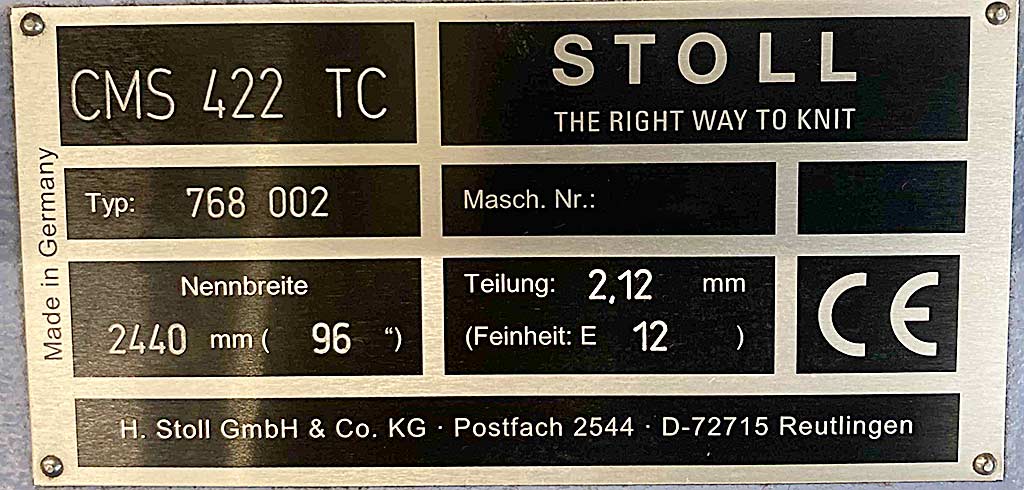 CMS 422 TC
STOLL
THE RIGHT WAY TO KNIT
Made in Germany
Typ: 768 002
Masch. Nr.:
Nennbreite
2440 mm ( 96 “)
Teilung: 2,12 mm
(Feinheit: E 12 )
CE
H. Stoll GmbH & Co. KG · Postfach 2544 · D-72715 Reutlingen